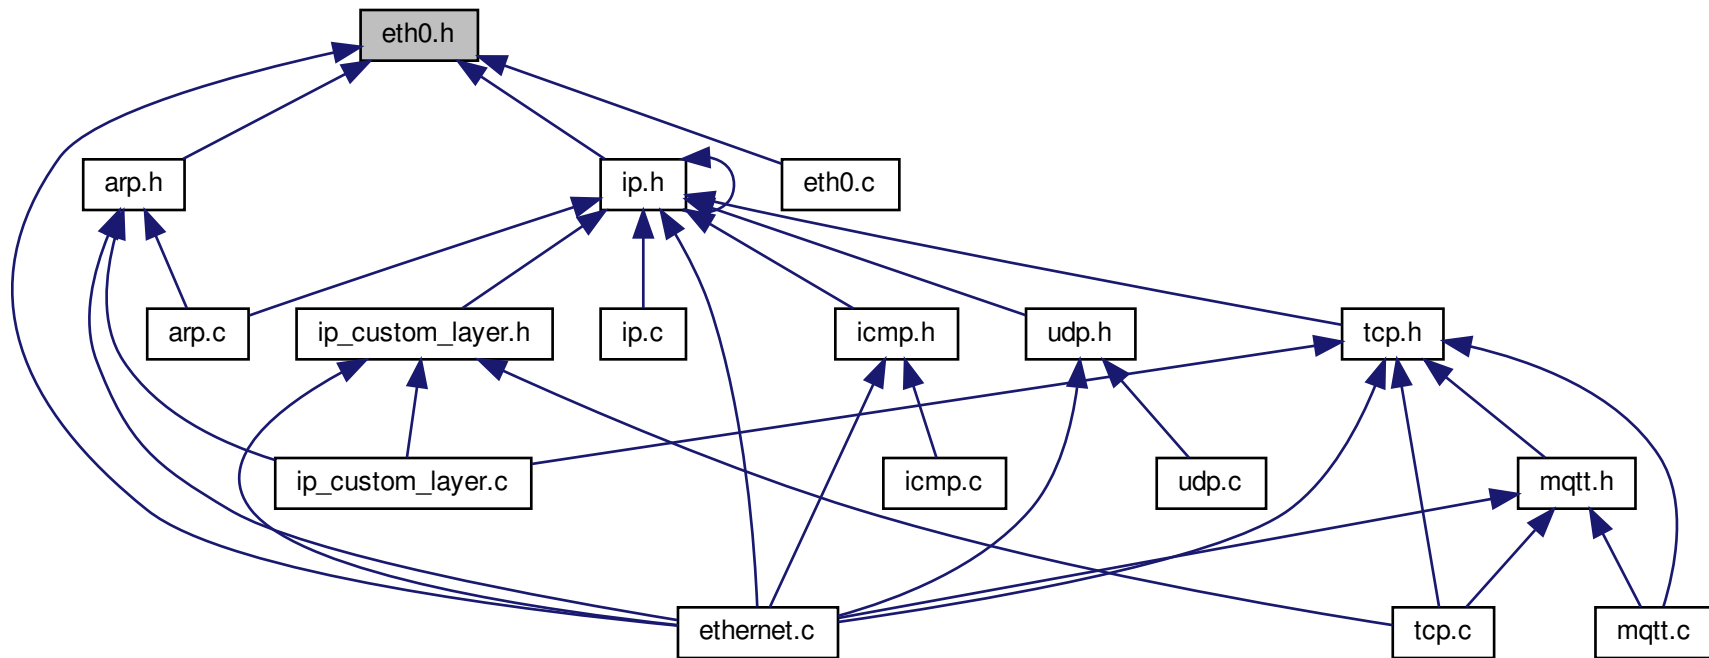 eth0.h
arp.h
ip.h
eth0.c
arp.c
ip_custom_layer.h
ip.c
icmp.h
udp.h
tcp.h
ip_custom_layer.c
icmp.c
udp.c
mqtt.h
ethernet.c
tcp.c
mqtt.c